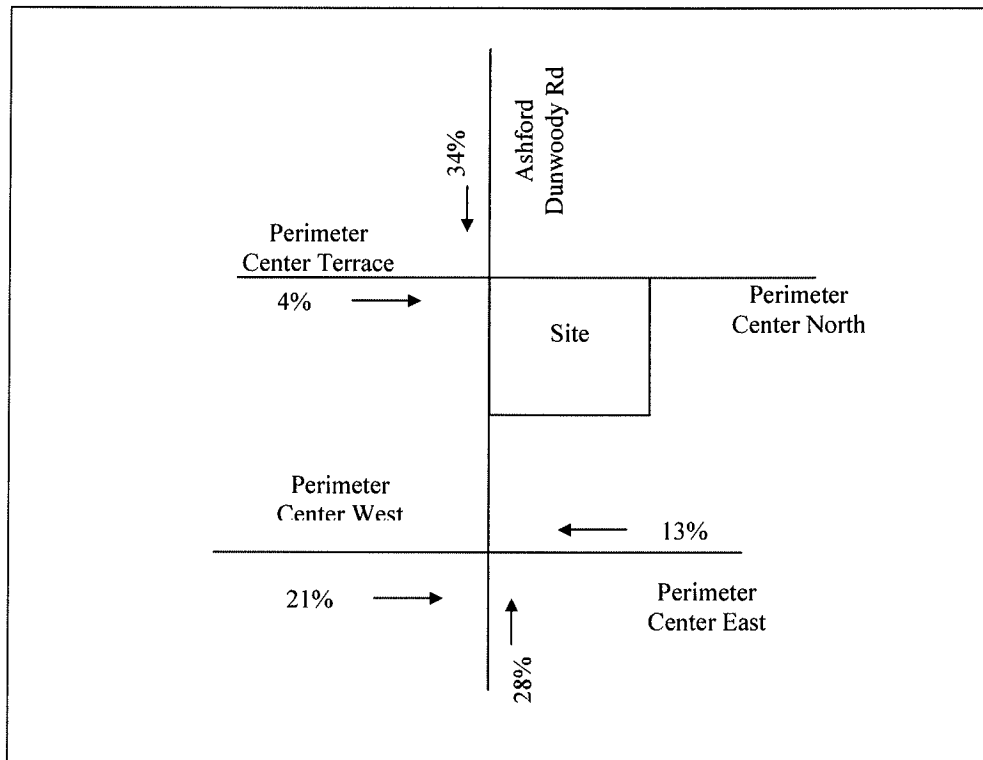 Ashford
Dunwoody Rd
34%
Perimeter
Center Terrace
4%
Perimeter
Center North
Site
Perimeter
Center West
13%
21%
Perimeter
Center East
28%